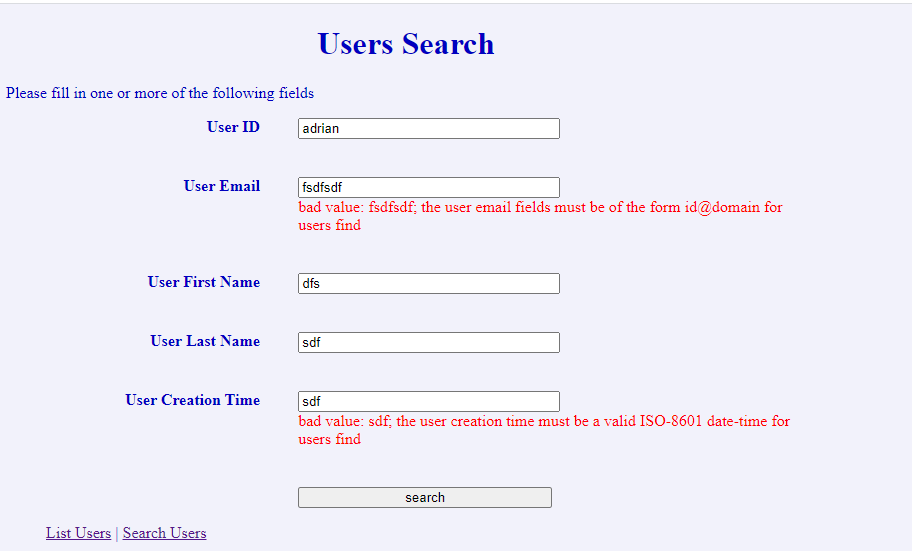 Users Search
Please fill in one or more of the following fields
User ID adrian
User Email fsdfsdf
bad value: fsdfsdf; the user email fields must be of the form id@domain for
users find
User First Name dfs
User Last Name sdf
User Creation Time sdf
bad value: sdf; the user creation time must be a valid ISO-8601 date-time for
users find
search
List Users | Search Users